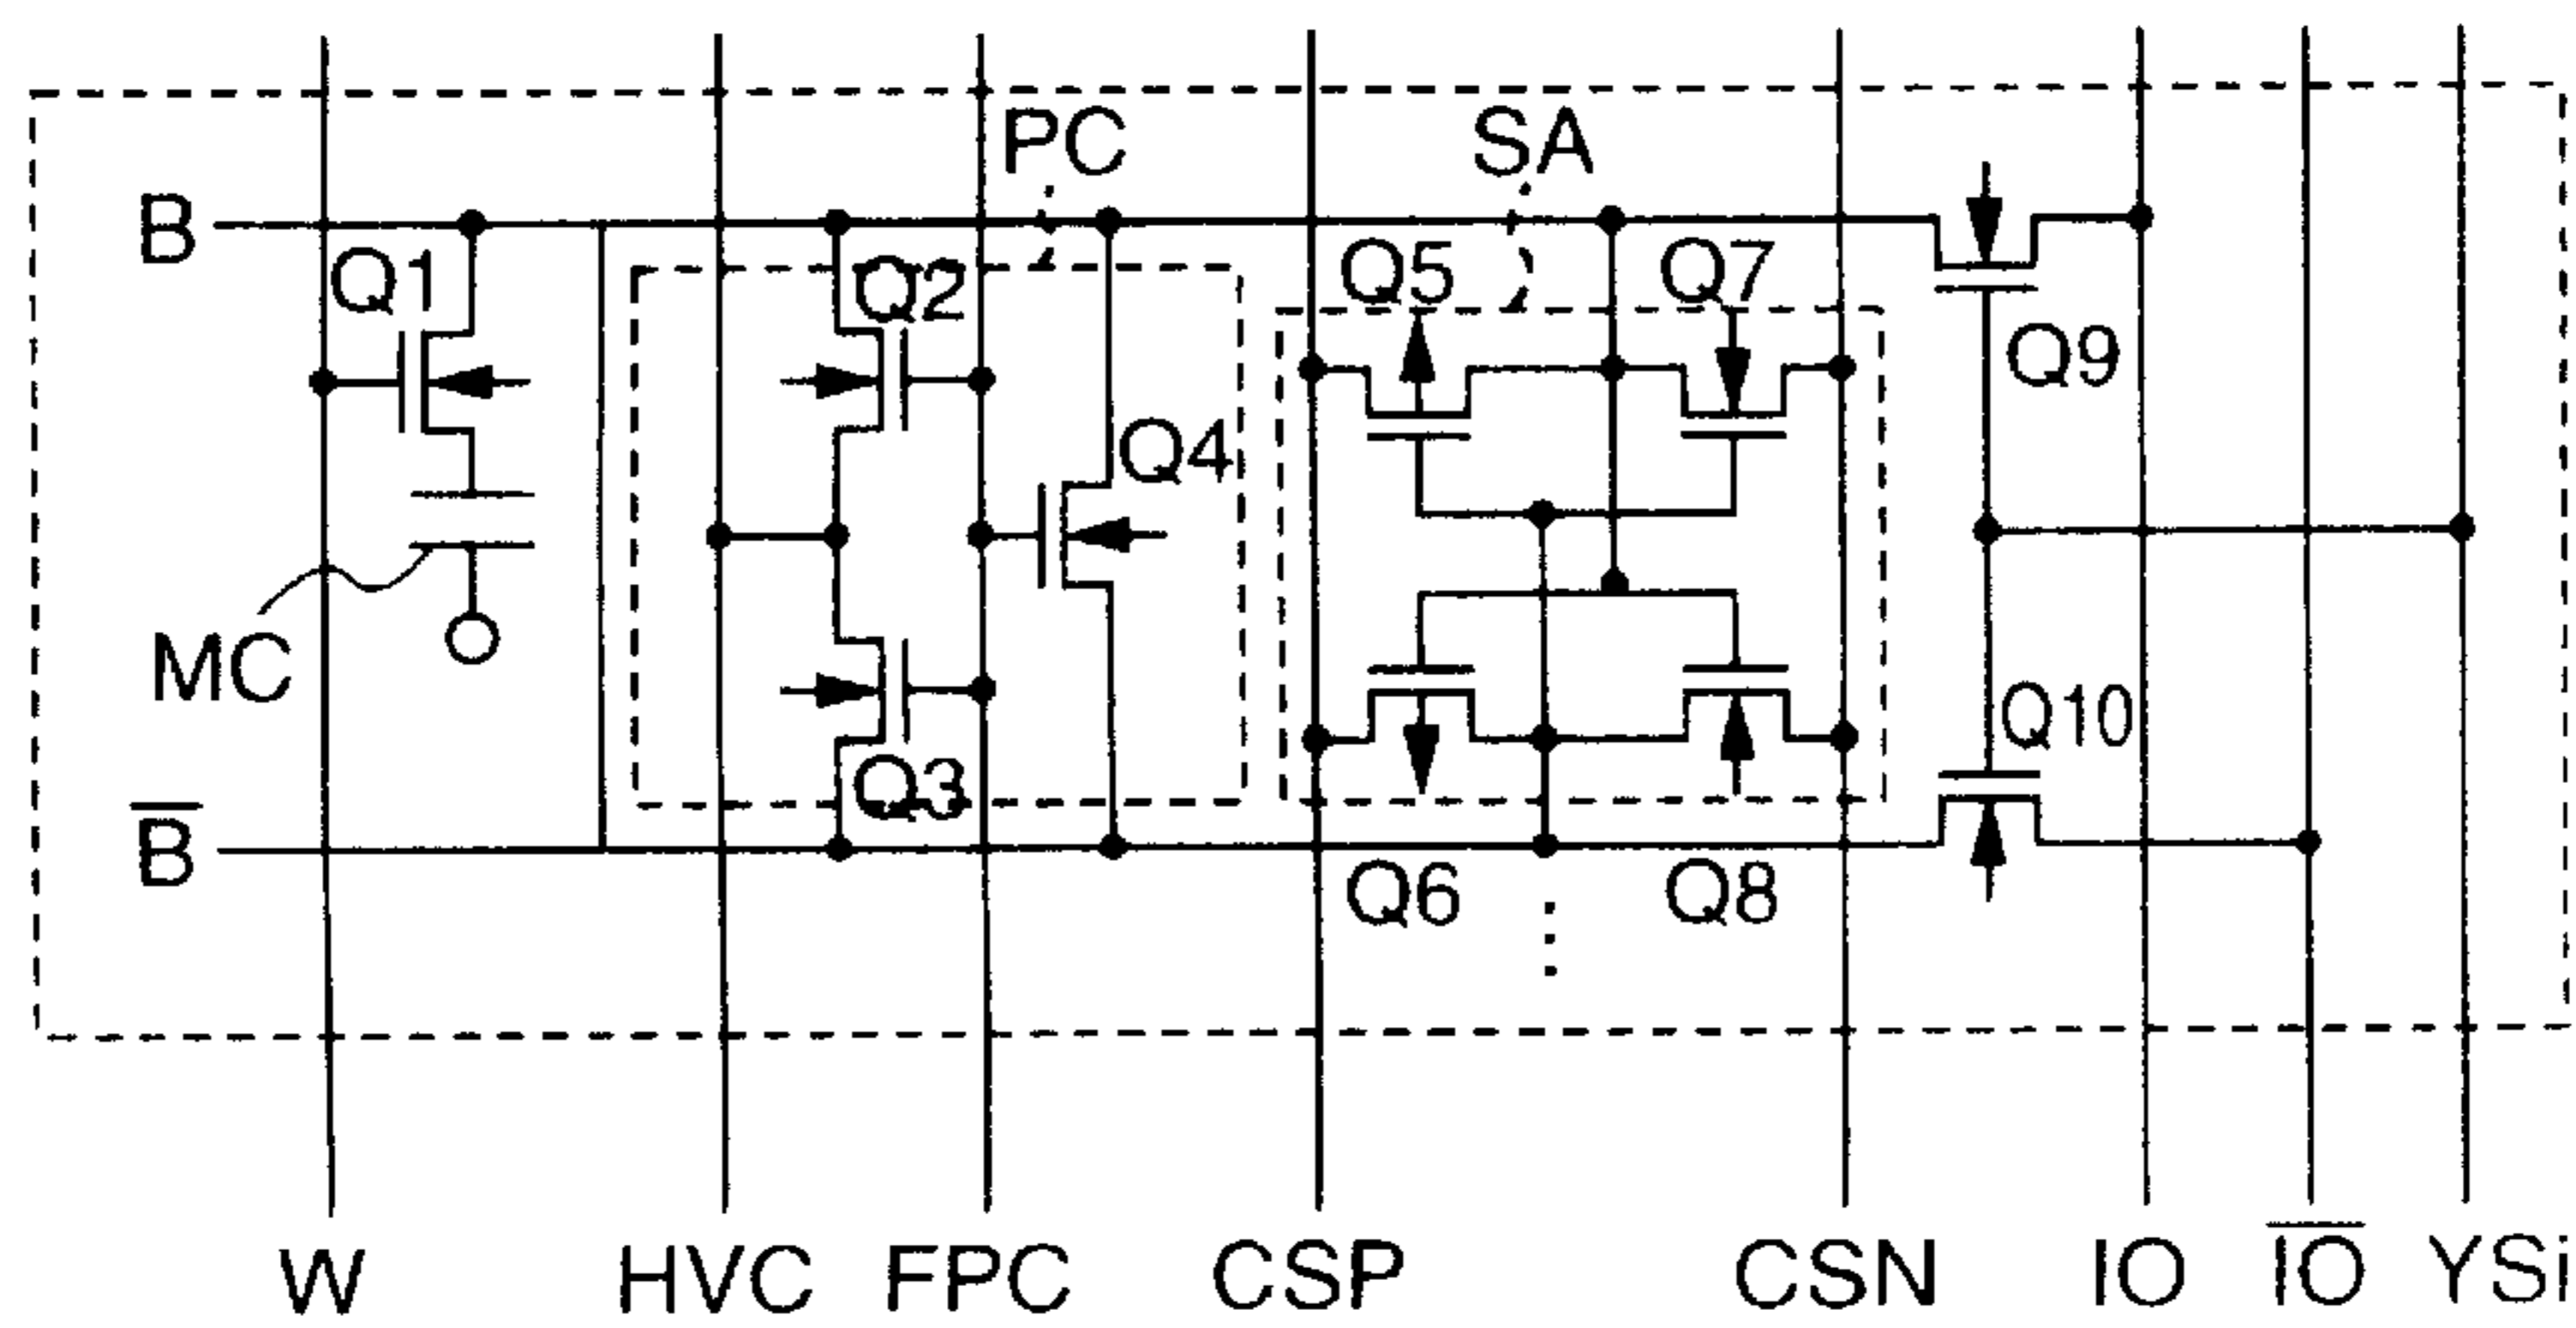 PC SA
B
Q1 Q2 Q5 Q7
Q9
Q4
MC
Q10
Q3
B̅
Q6 Q8
W HVC FPC CSP CSN IO I̅O̅ YSi